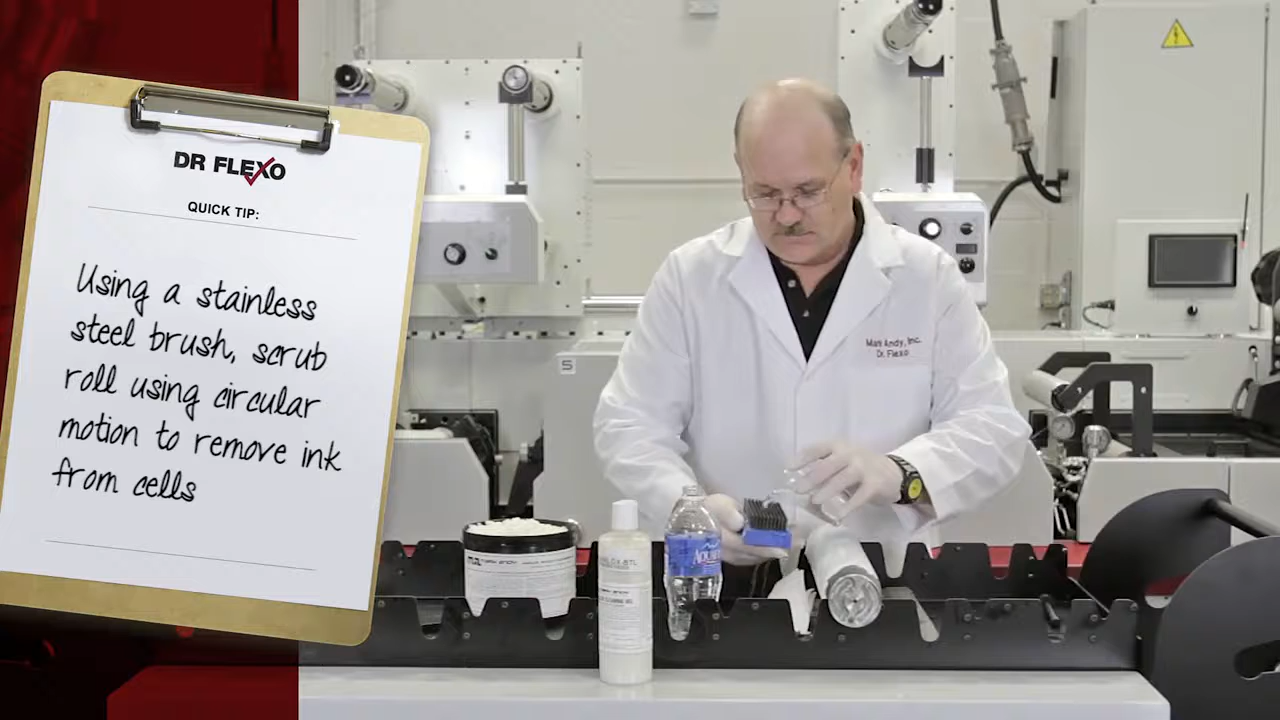 DR FLEXO
QUICK TIP:
Using a stainless
steel brush, scrub
roll using circular
motion to remove ink
from cells
Mark Andy, Inc.
Dr. Flexo
5